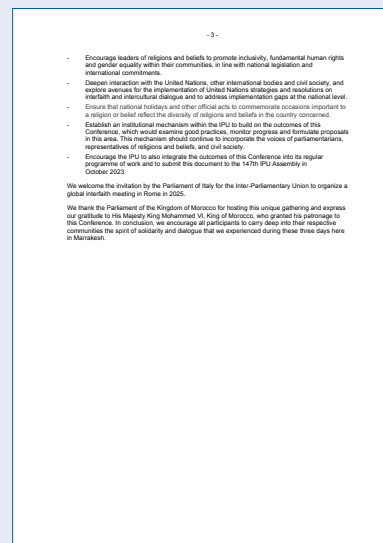 - 3 -
- Encourage leaders of religions and beliefs to promote inclusivity, fundamental human rights
and gender equality within their communities, in line with national legislation and
international commitments.
- Deepen interaction with the United Nations, other international bodies and civil society, and
explore avenues for the implementation of United Nations strategies and resolutions on
interfaith and intercultural dialogue and to address implementation gaps at the national level.
- Ensure that national holidays and other official acts to commemorate occasions important to
a religion or belief reflect the diversity of religions and beliefs in the country concerned.
- Establish an institutional mechanism within the IPU to build on the outcomes of this
Conference, which would examine good practices, monitor progress and formulate proposals
in this area. This mechanism should continue to incorporate the voices of parliamentarians,
representatives of religions and beliefs, and civil society.
- Encourage the IPU to also integrate the outcomes of this Conference into its regular
programme of work and to submit this document to the 147th IPU Assembly in
October 2023.
We welcome the invitation by the Parliament of Italy for the Inter-Parliamentary Union to organize a
global interfaith meeting in Rome in 2025.
We thank the Parliament of the Kingdom of Morocco for hosting this unique gathering and express
our gratitude to His Majesty King Mohammed VI, King of Morocco, who granted his patronage to
this Conference. In conclusion, we encourage all participants to carry deep into their respective
communities the spirit of solidarity and dialogue that we experienced during these three days here
in Marrakesh.